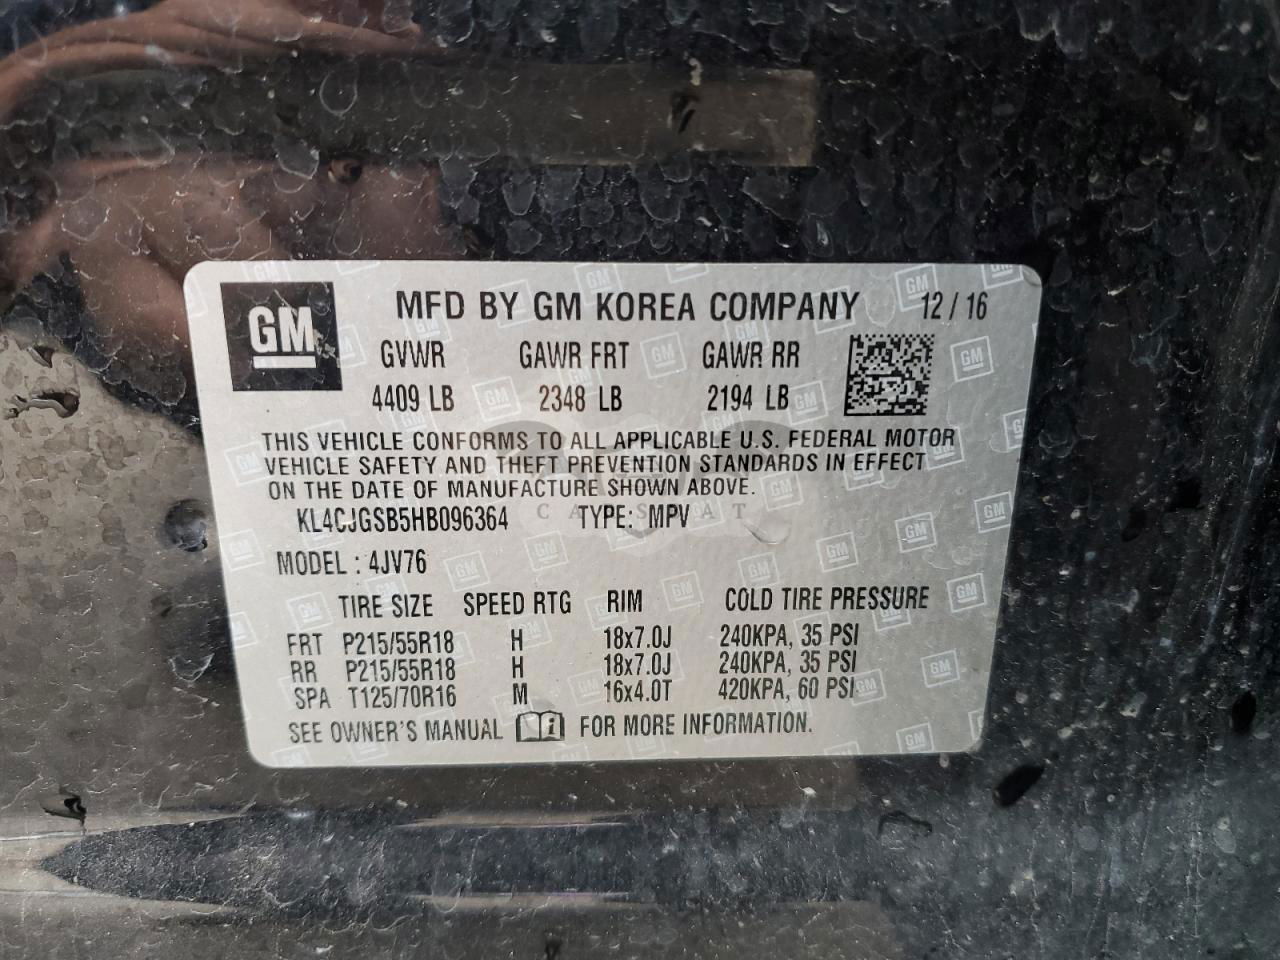 GM MFD BY GM KOREA COMPANY 12/16
GVWR GAWR FRT GAWR RR
4409 LB 2348 LB 2194 LB
THIS VEHICLE CONFORMS TO ALL APPLICABLE U.S. FEDERAL MOTOR
VEHICLE SAFETY AND THEFT PREVENTION STANDARDS IN EFFECT
ON THE DATE OF MANUFACTURE SHOWN ABOVE.
KL4CJGSB5HB096364 TYPE: MPV
MODEL : 4JV76
TIRE SIZE SPEED RTG RIM COLD TIRE PRESSURE
FRT P215/55R18 H 18x7.0J 240KPA, 35 PSI
RR P215/55R18 H 18x7.0J 240KPA, 35 PSI
SPA T125/70R16 M 16x4.0T 420KPA, 60 PSI
SEE OWNER'S MANUAL i FOR MORE INFORMATION.